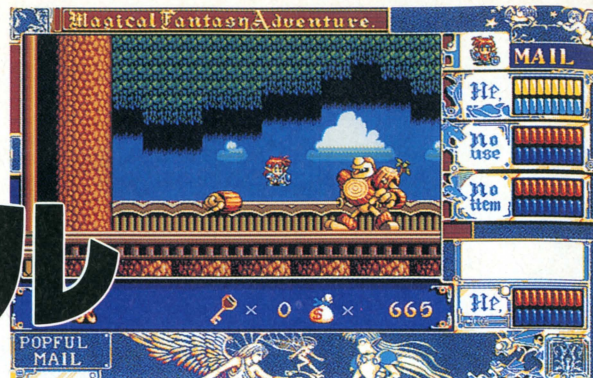 Magical Fantasy Adventure.
MAIL
He,
No
use
No
item
ル
× 0 × 665
He,
POPFUL
MAIL